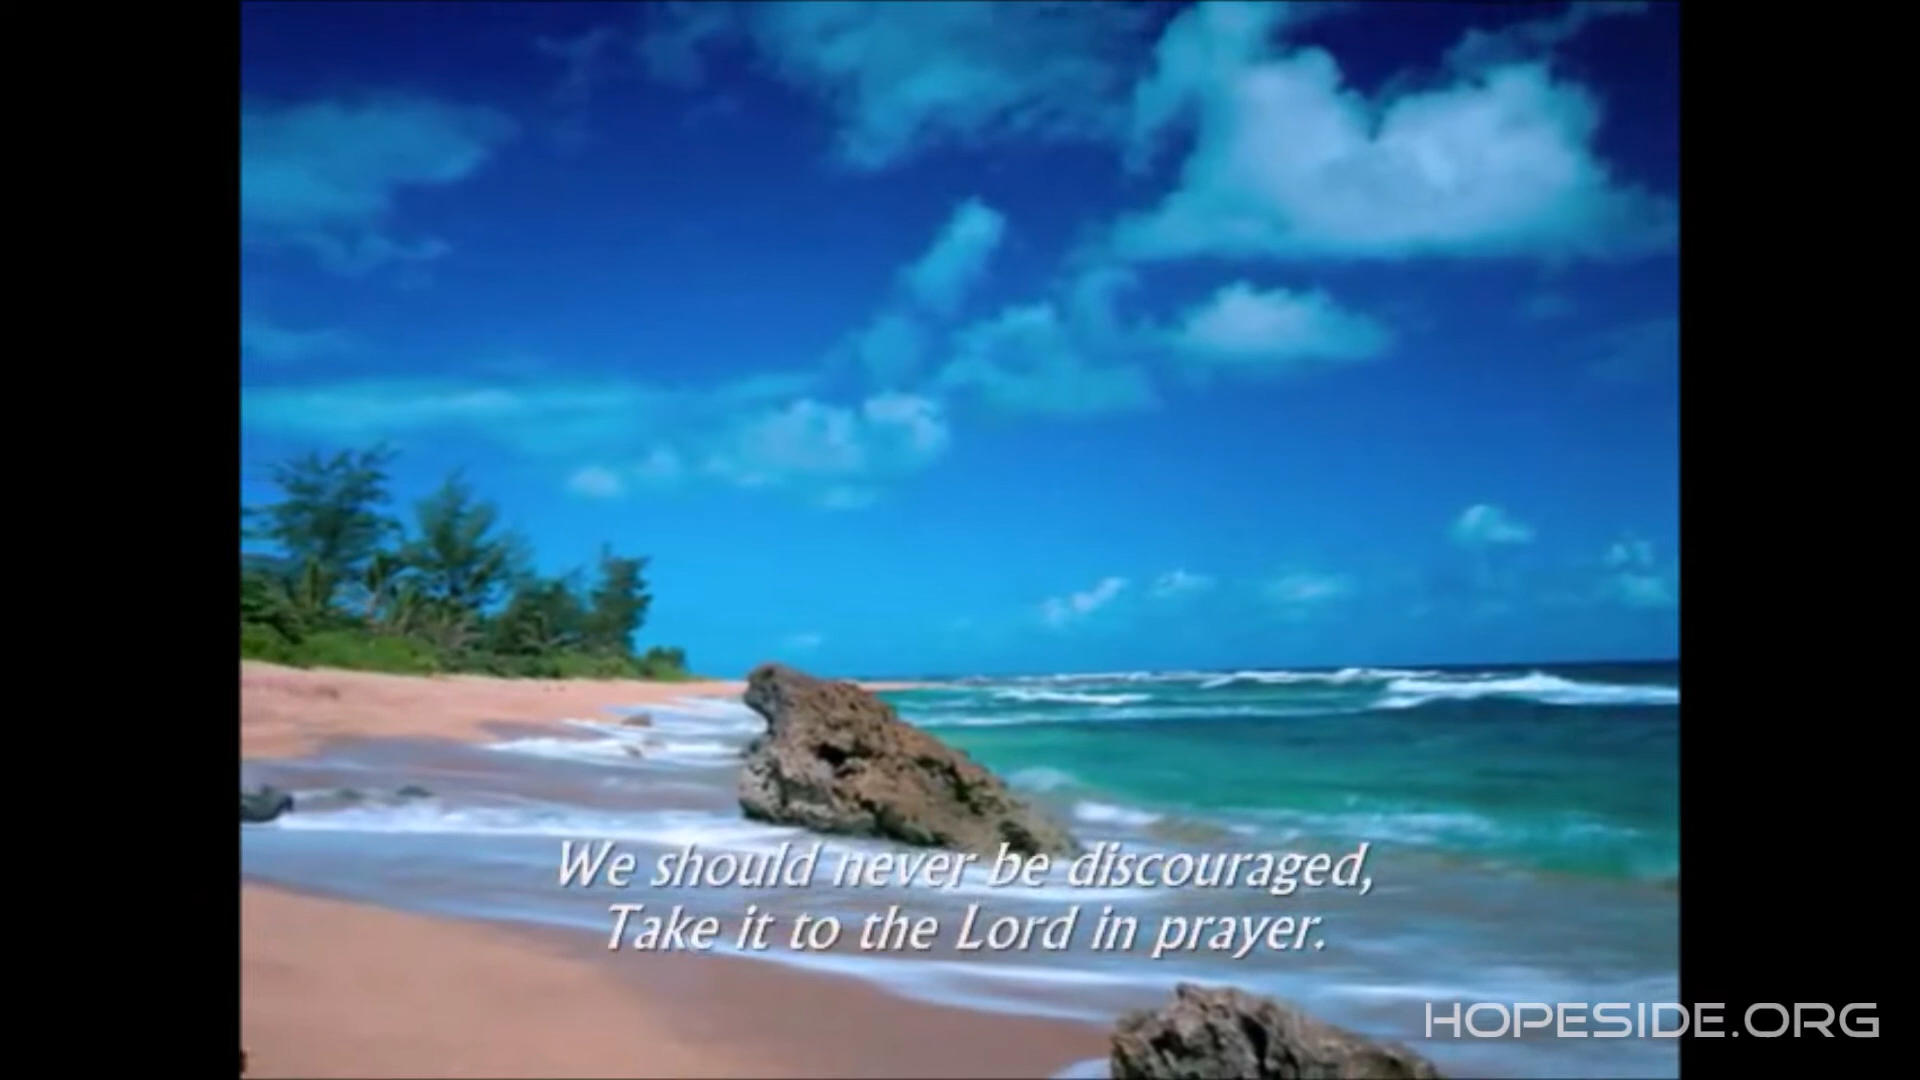 We should never be discouraged,
Take it to the Lord in prayer.
HOPESIDE.ORG